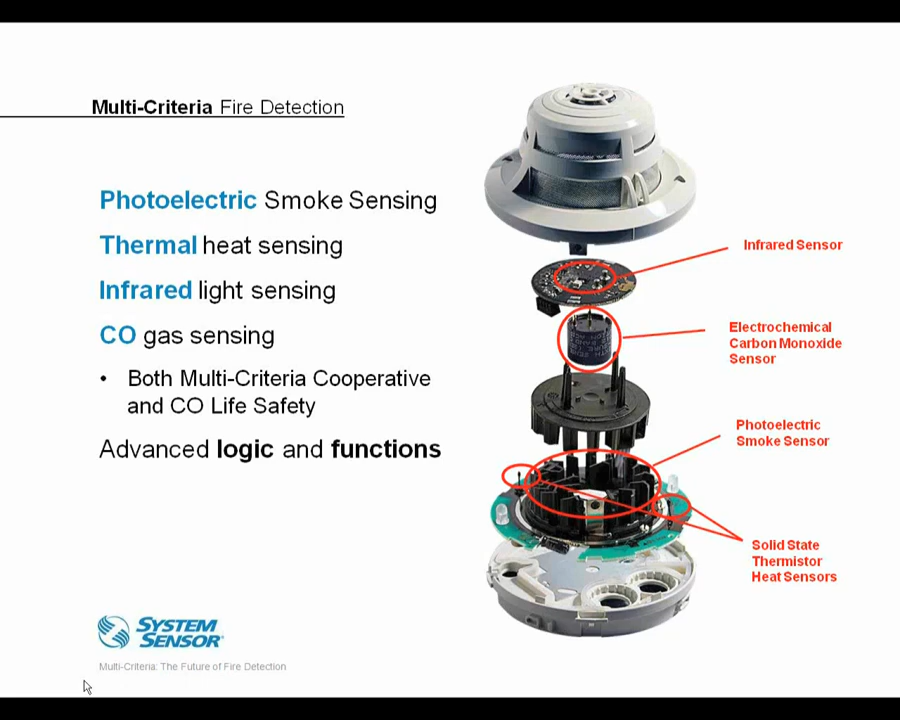 Multi-Criteria Fire Detection
Photoelectric Smoke Sensing
Thermal heat sensing
Infrared light sensing
CO gas sensing
• Both Multi-Criteria Cooperative
and CO Life Safety
Advanced logic and functions
Infrared Sensor
Electrochemical
Carbon Monoxide
Sensor
Photoelectric
Smoke Sensor
Solid State
Thermistor
Heat Sensors
SYSTEM
SENSOR
Multi-Criteria: The Future of Fire Detection